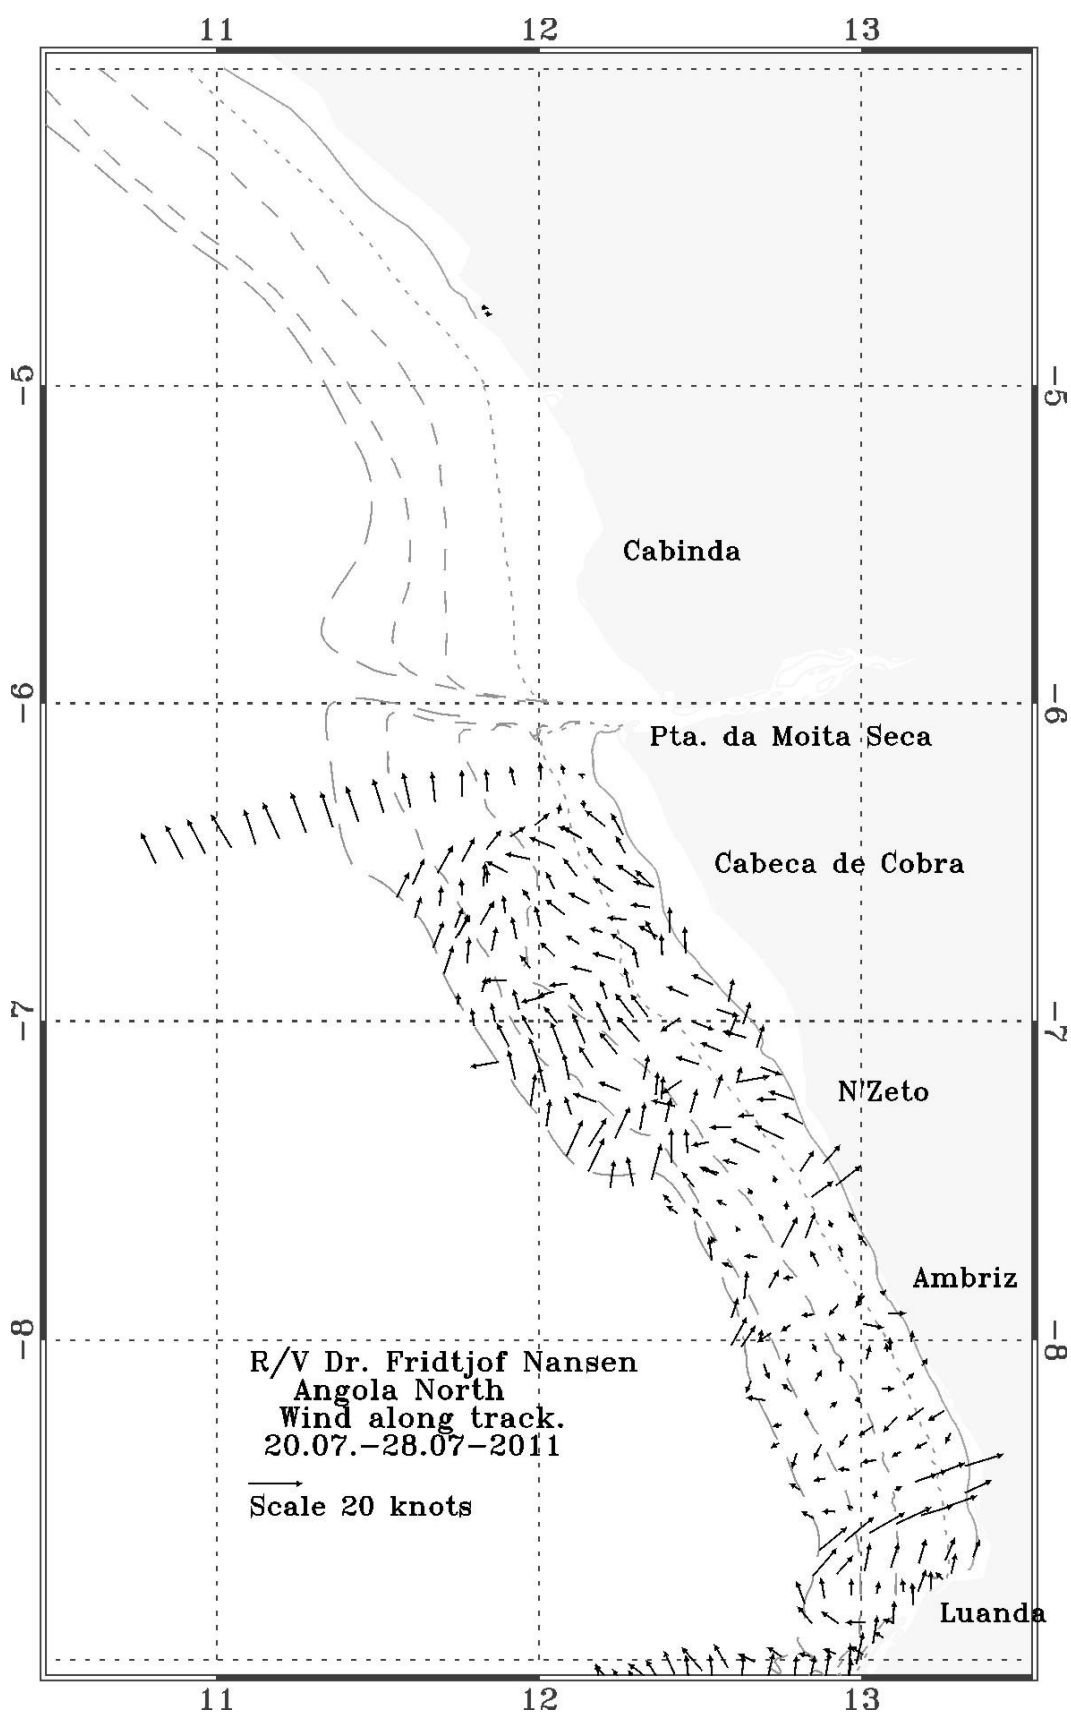 11 12 13
-5 -5
Cabinda
-6 -6
Pta. da Moita Seca
Cabeca de Cobra
-7 -7
N'Zeto
Ambriz
-8 -8
R/V Dr. Fridtjof Nansen
Angola North
Wind along track.
20.07.-28.07-2011
Scale 20 knots
Luanda
11 12 13